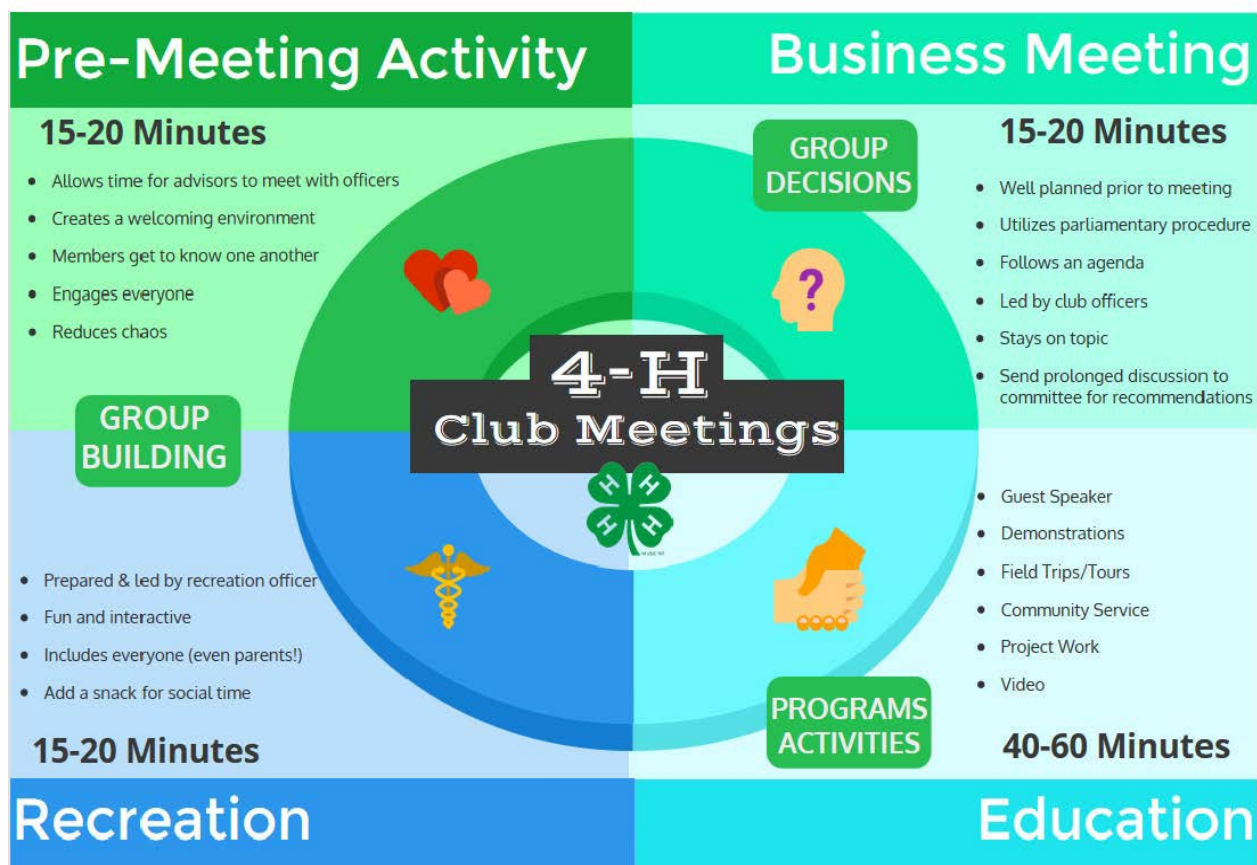 Pre-Meeting Activity
15-20 Minutes
• Allows time for advisors to meet with officers
• Creates a welcoming environment
• Members get to know one another
• Engages everyone
• Reduces chaos
Business Meeting
GROUP
DECISIONS
15-20 Minutes
• Well planned prior to meeting
• Utilizes parliamentary procedure
• Follows an agenda
• Led by club officers
• Stays on topic
• Send prolonged discussion to
committee for recommendations
?
4-H
Club Meetings
H H
H H
GROUP
BUILDING
• Prepared & led by recreation officer
• Fun and interactive
• Includes everyone (even parents!)
• Add a snack for social time
15-20 Minutes
Recreation
• Guest Speaker
• Demonstrations
• Field Trips/Tours
• Community Service
• Project Work
• Video
PROGRAMS
ACTIVITIES
40-60 Minutes
Education